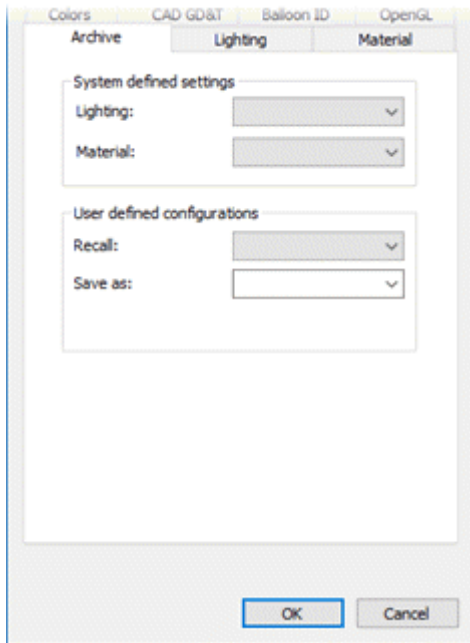 Colors CAD GD&T Balloon ID OpenGL
Archive Lighting Material
System defined settings
Lighting:
Material:
User defined configurations
Recall:
Save as:
OK Cancel